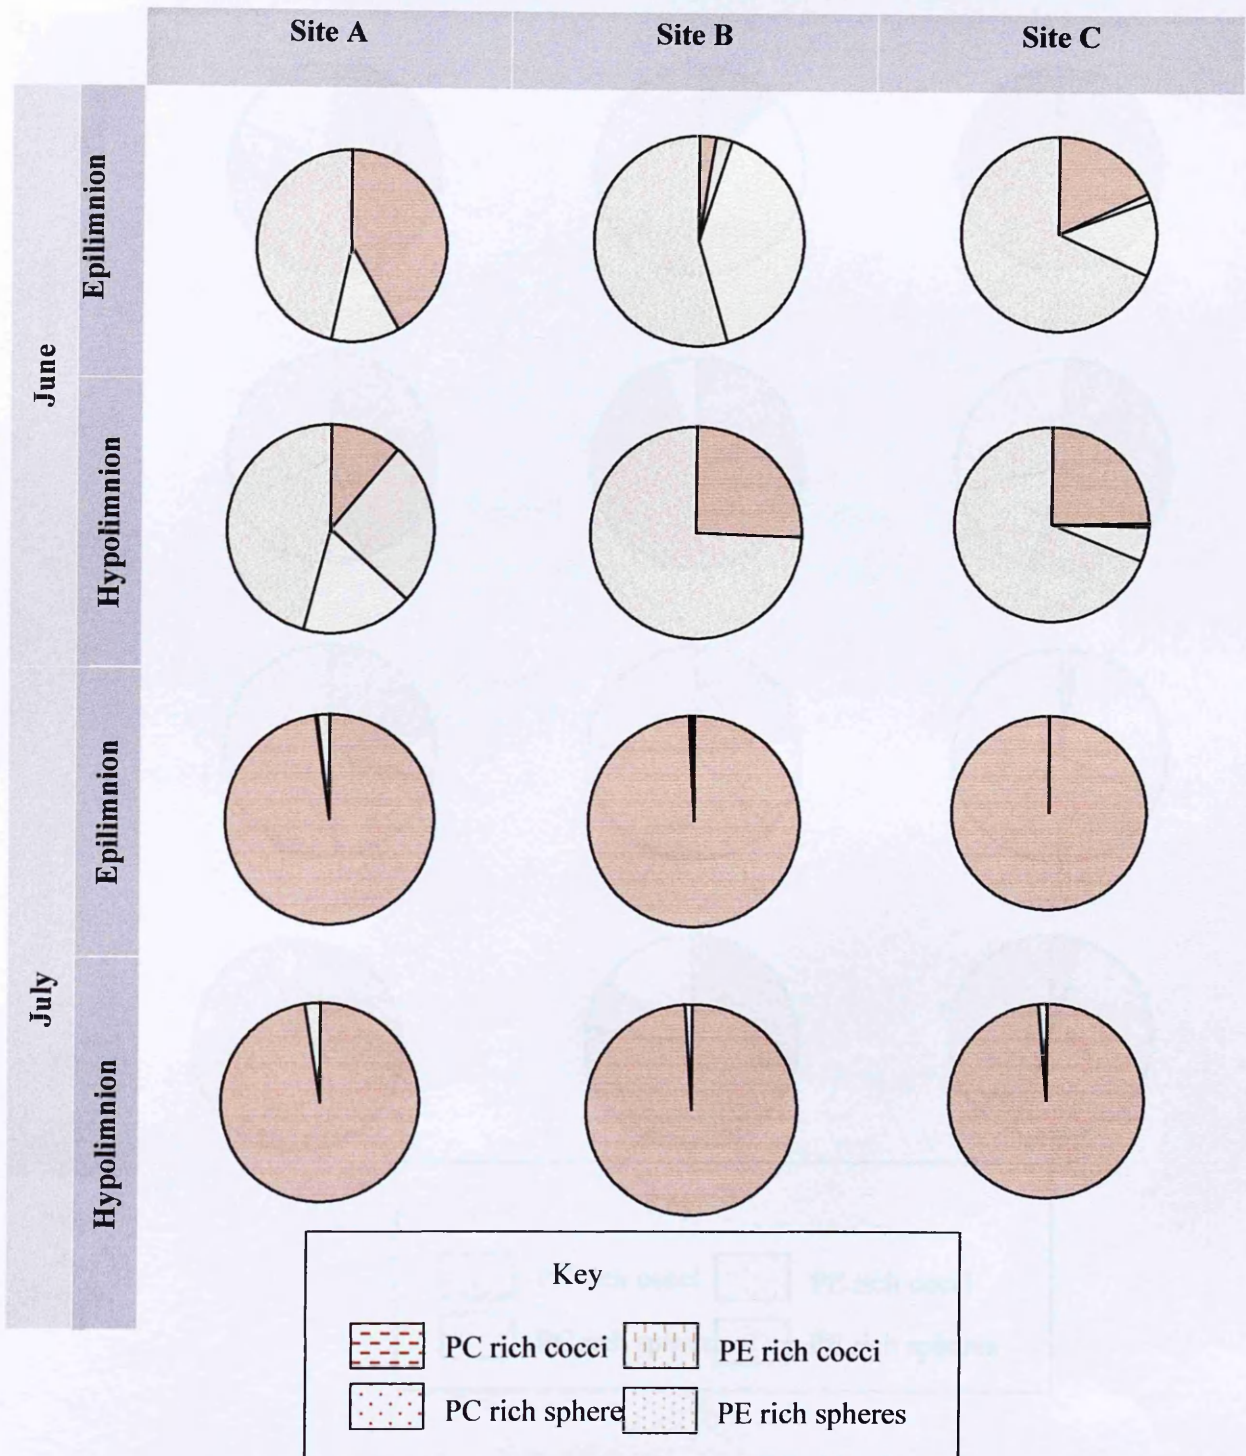 Site A Site B Site C
June
Epilimnion
Hypolimnion
July
Epilimnion
Hypolimnion
Key
PC rich cocci PE rich cocci
PC rich sphere PE rich spheres